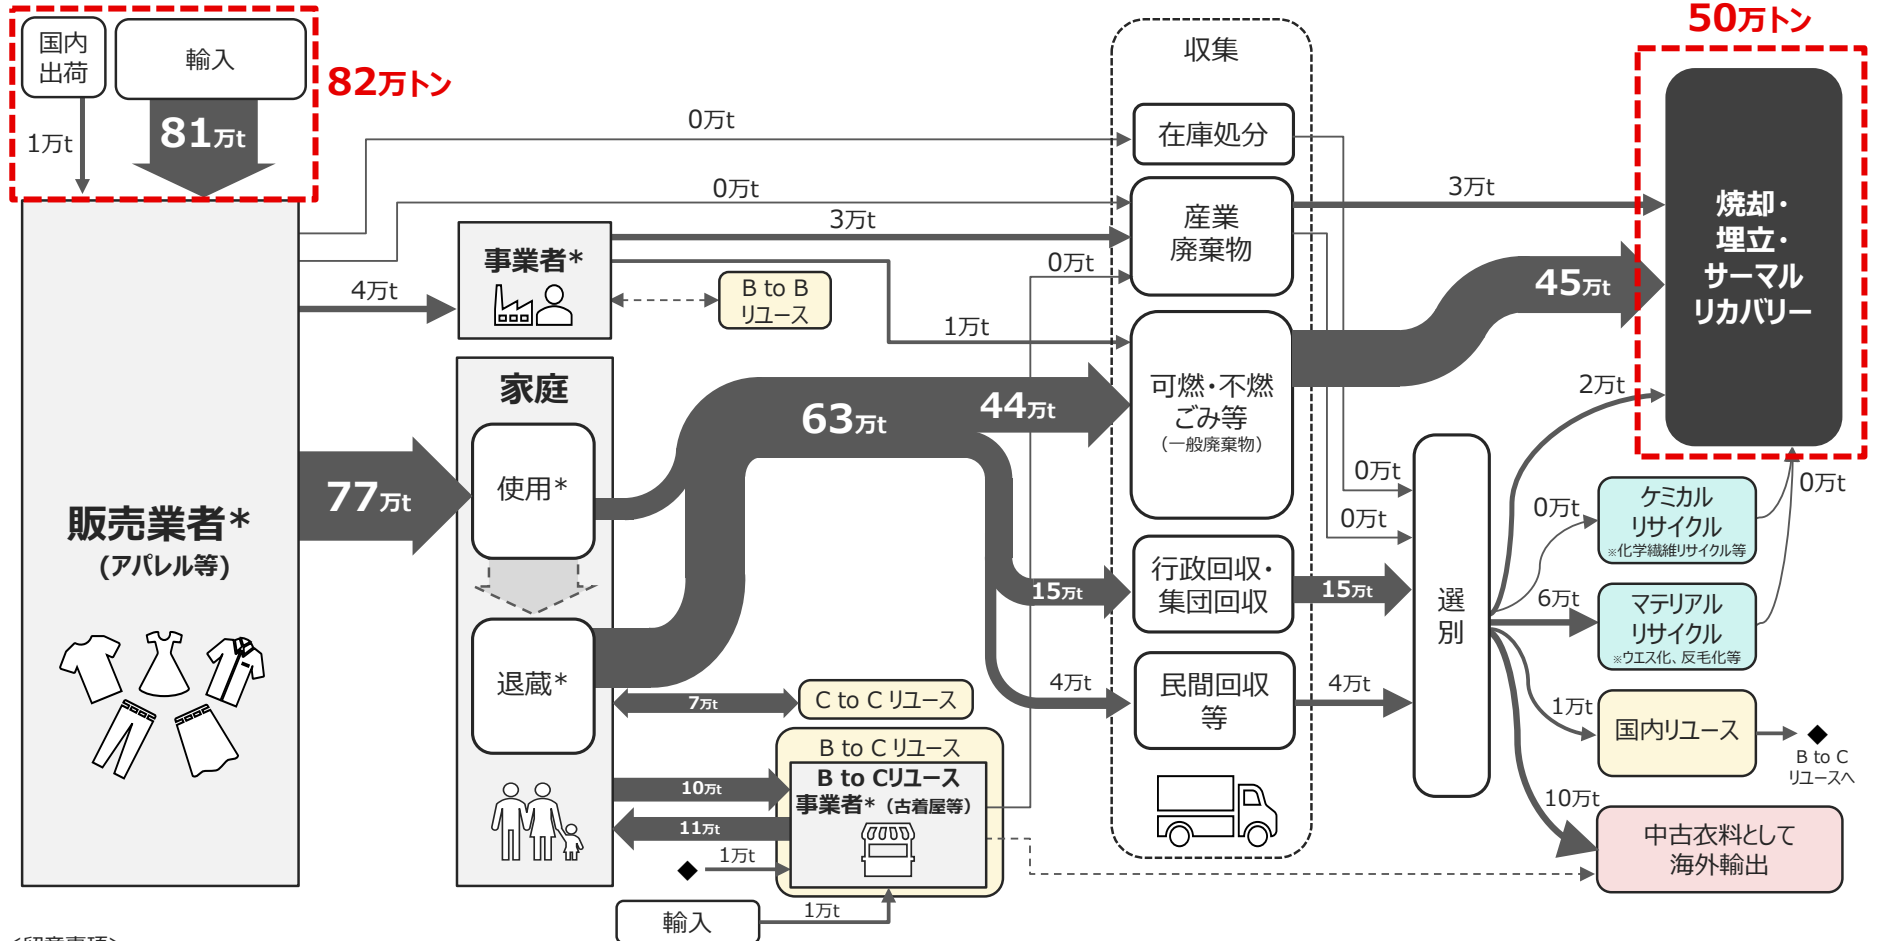 国内
出荷
輸入
82万トン
1万t
81万t
販売業者*
(アパレル等)
0万t
0万t
4万t
77万t
事業者*
3万t
1万t
B to B
リユース
家庭
使用*
退蔵*
63万t
44万t
15万t
4万t
7万t
C to C リユース
B to C リユース
B to Cリユース
事業者*（古着屋等）
10万t
11万t
◆
1万t
輸入
1万t
0万t
収集
在庫処分
産業
廃棄物
可燃・不燃
ごみ等
（一般廃棄物）
行政回収・
集団回収
民間回収
等
3万t
45万t
0万t
0万t
15万t
4万t
選
別
2万t
0万t
6万t
1万t
10万t
50万トン
焼却・
埋立・
サーマル
リカバリー
0万t
ケミカル
リサイクル
※化学繊維リサイクル等
マテリアル
リサイクル
※ウエス化、反毛化等
国内リユース
◆
B to C
リユースへ
中古衣料として
海外輸出
＜留意事項＞